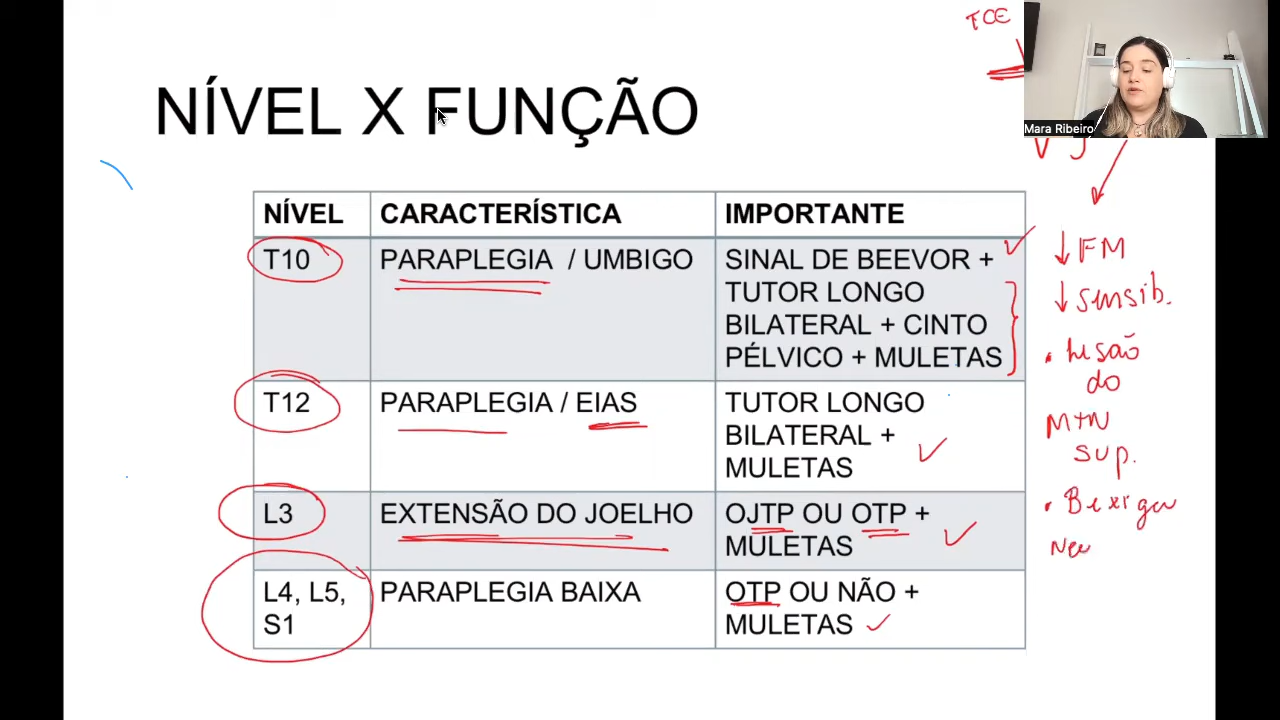 TCE
Mara Ribeiro
NÍVEL X FUNÇÃO
NÍVEL CARACTERÍSTICA IMPORTANTE
T10 PARAPLEGIA / UMBIGO SINAL DE BEEVOR +
TUTOR LONGO
BILATERAL + CINTO
PÉLVICO + MULETAS
T12 PARAPLEGIA / EIAS TUTOR LONGO
BILATERAL +
MULETAS
L3 EXTENSÃO DO JOELHO OJTP OU OTP +
MULETAS
L4, L5, PARAPLEGIA BAIXA OTP OU NÃO +
S1 MULETAS
↓ FM
↓ Sensib.
• Lesão
do
MTN
sup.
• Bexiga